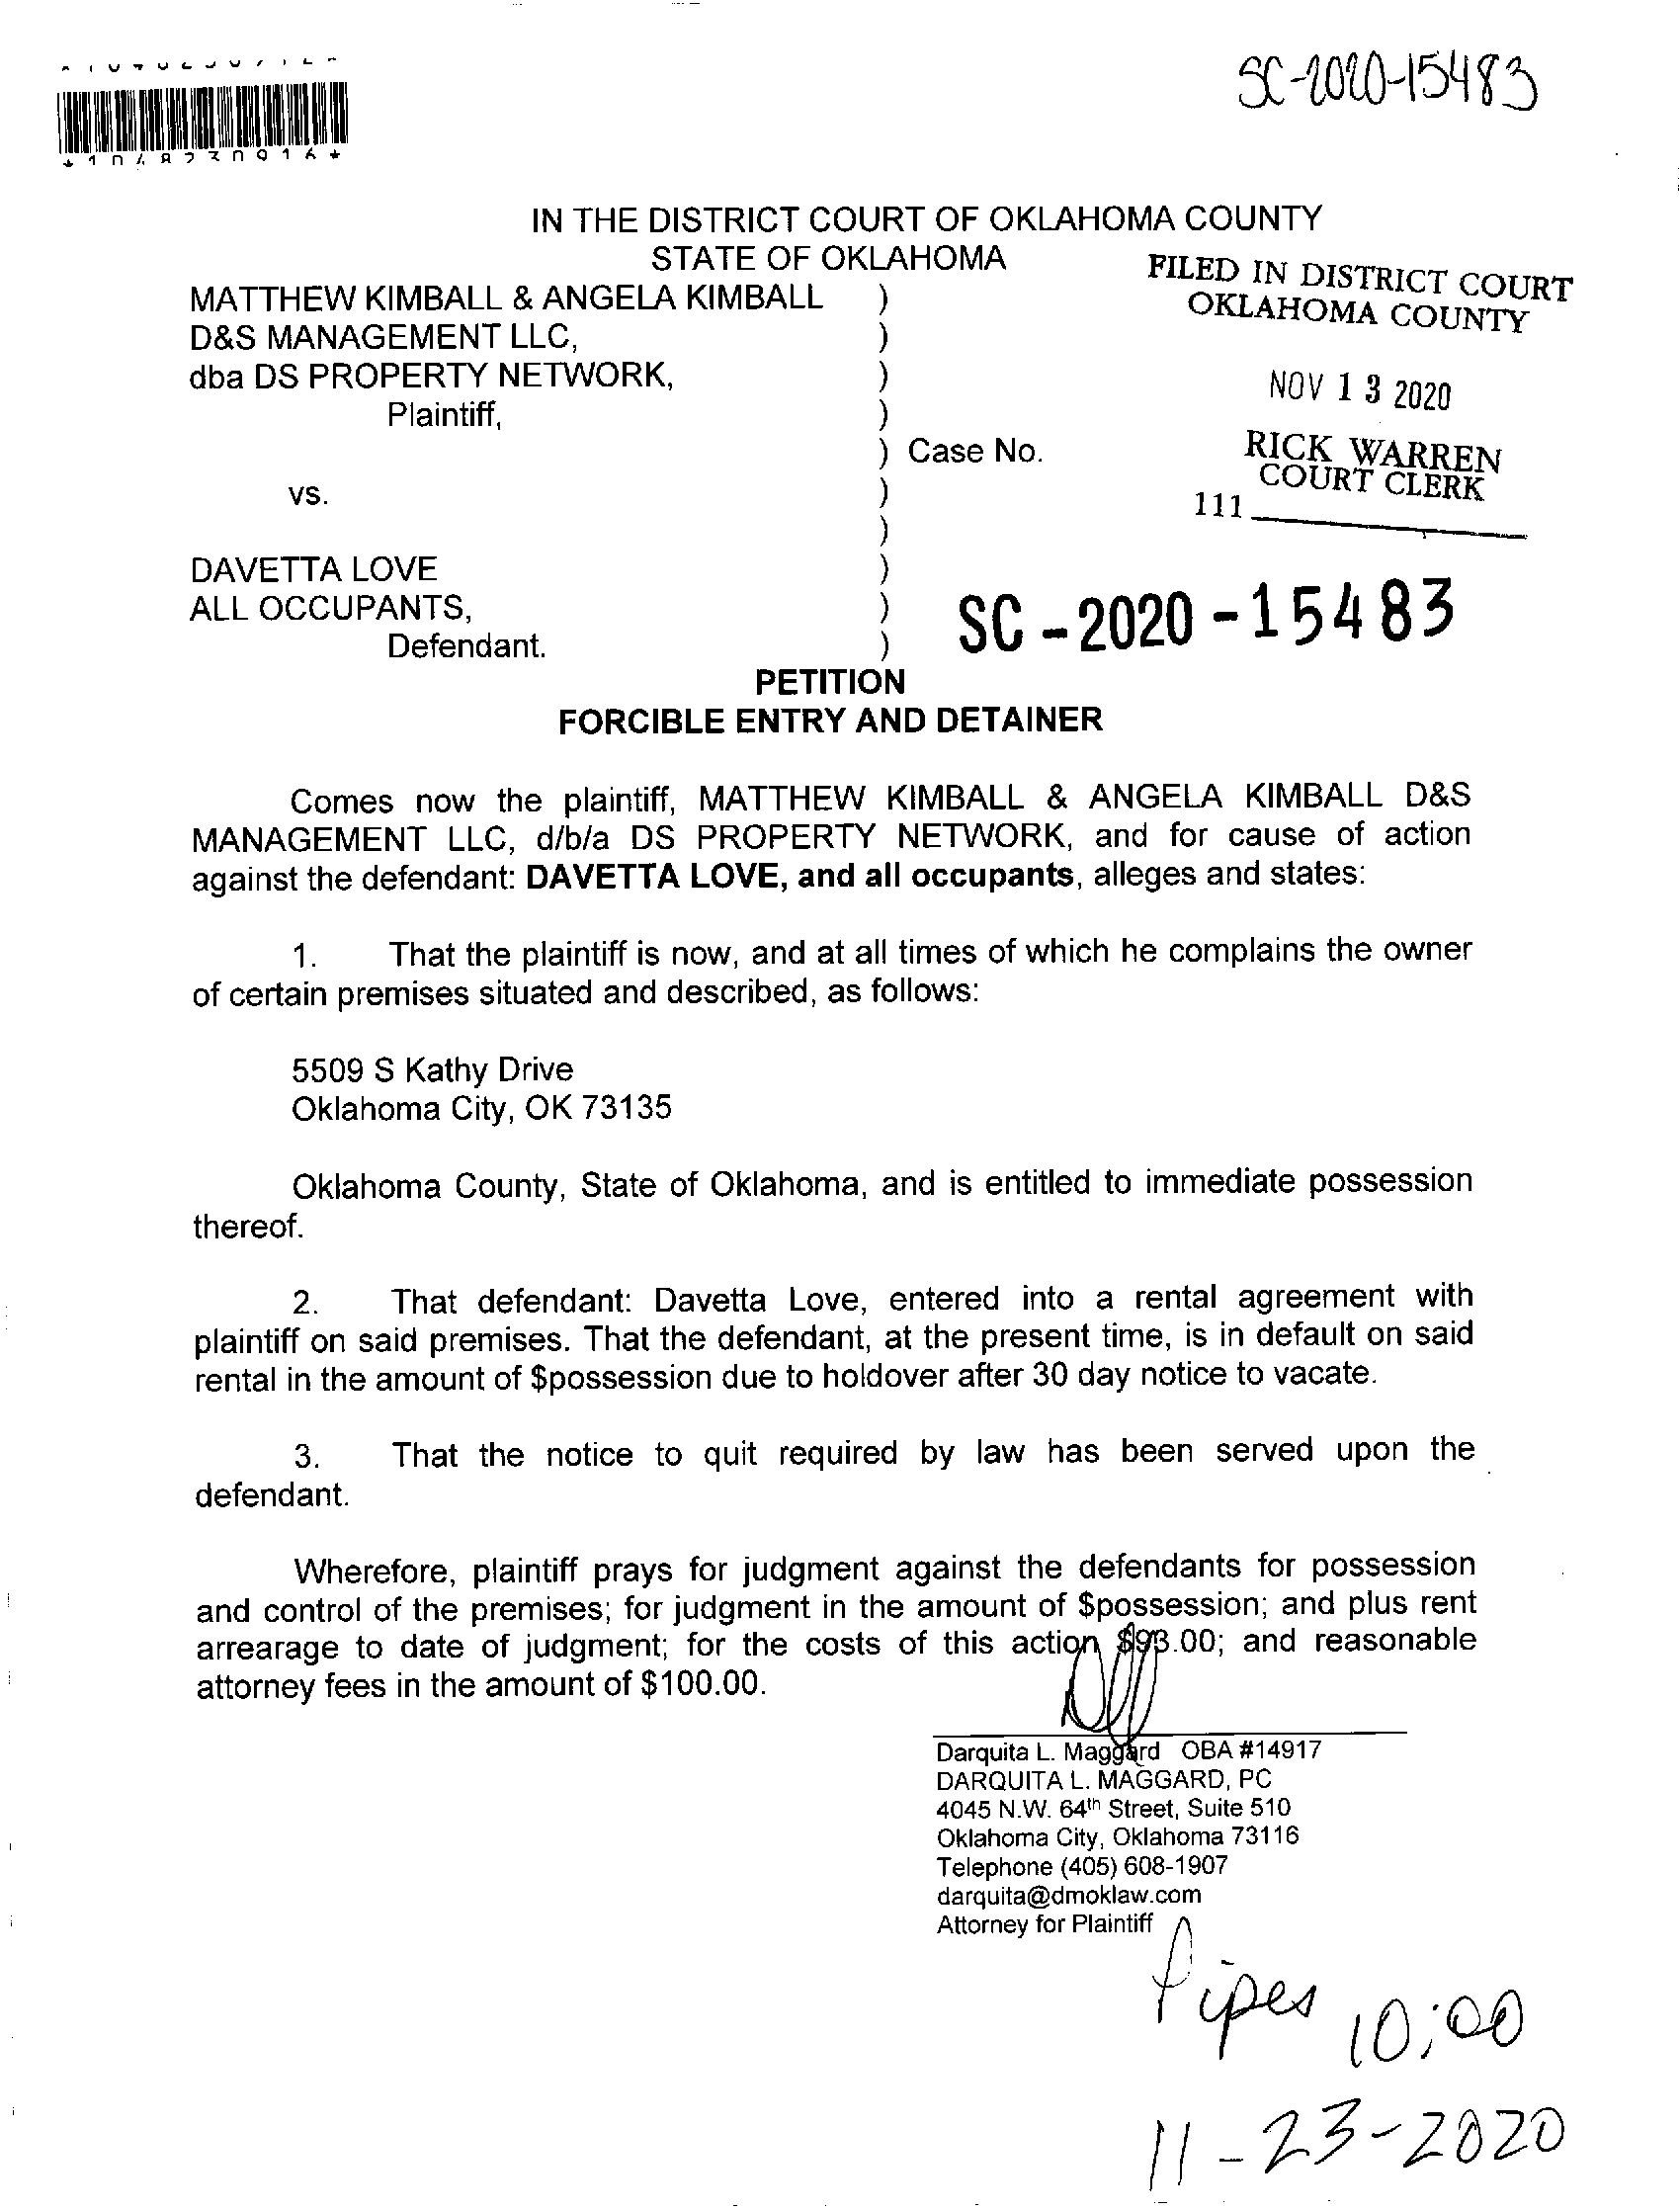 SC-2020-15483
IN THE DISTRICT COURT OF OKLAHOMA COUNTY
STATE OF OKLAHOMA
FILED IN DISTRICT COURT
OKLAHOMA COUNTY
NOV 13 2020
RICK WARREN
COURT CLERK
111
MATTHEW KIMBALL & ANGELA KIMBALL )
D&S MANAGEMENT LLC, )
dba DS PROPERTY NETWORK, )
Plaintiff, )
) Case No.
vs. )
)
DAVETTA LOVE )
ALL OCCUPANTS, )
Defendant. )
SC-2020-15483
PETITION
FORCIBLE ENTRY AND DETAINER
Comes now the plaintiff, MATTHEW KIMBALL & ANGELA KIMBALL D&S
MANAGEMENT LLC, d/b/a DS PROPERTY NETWORK, and for cause of action
against the defendant: DAVETTA LOVE, and all occupants, alleges and states:
1. That the plaintiff is now, and at all times of which he complains the owner
of certain premises situated and described, as follows:
5509 S Kathy Drive
Oklahoma City, OK 73135
Oklahoma County, State of Oklahoma, and is entitled to immediate possession
thereof.
2. That defendant: Davetta Love, entered into a rental agreement with
plaintiff on said premises. That the defendant, at the present time, is in default on said
rental in the amount of $possession due to holdover after 30 day notice to vacate.
3. That the notice to quit required by law has been served upon the
defendant.
Wherefore, plaintiff prays for judgment against the defendants for possession
and control of the premises; for judgment in the amount of $possession; and plus rent
arrearage to date of judgment; for the costs of this action $93.00; and reasonable
attorney fees in the amount of $100.00.
Darquita L. Maggard OBA #14917
DARQUITA L. MAGGARD, PC
4045 N.W. 64th Street, Suite 510
Oklahoma City, Oklahoma 73116
Telephone (405) 608-1907
darquita@dmoklaw.com
Attorney for Plaintiff
Pipes 10:00
11-23-2020